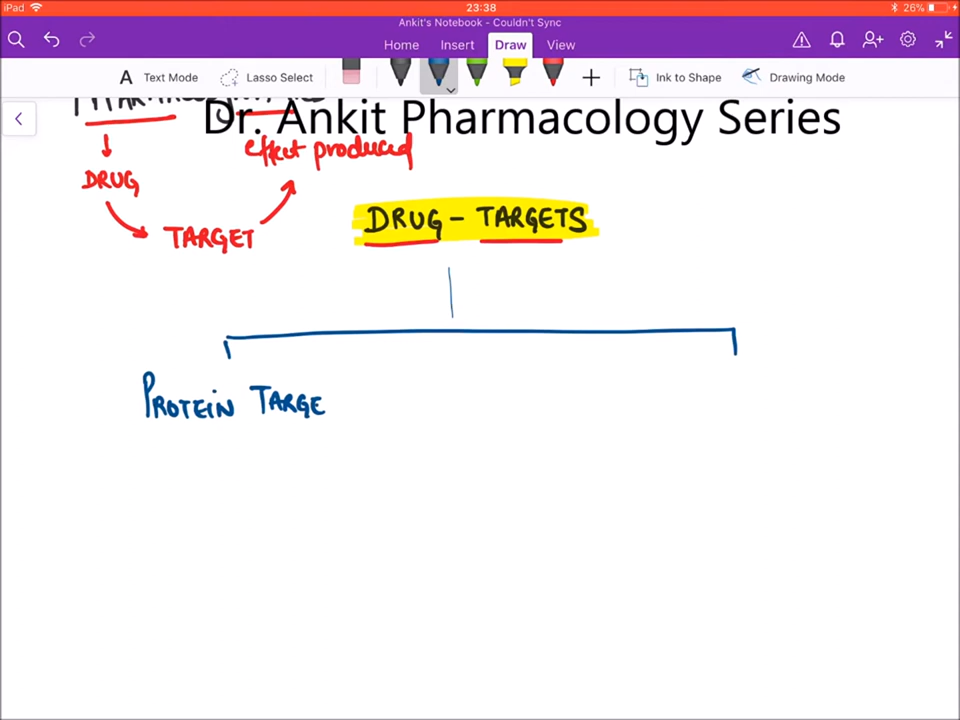 iPad 23:38 26%
Ankit's Notebook - Couldn't Sync
Home Insert Draw View
Text Mode Lasso Select Ink to Shape Drawing Mode
Dr. Ankit Pharmacology Series
effect produced
DRUG
TARGET
DRUG - TARGETS
PROTEIN TARGE